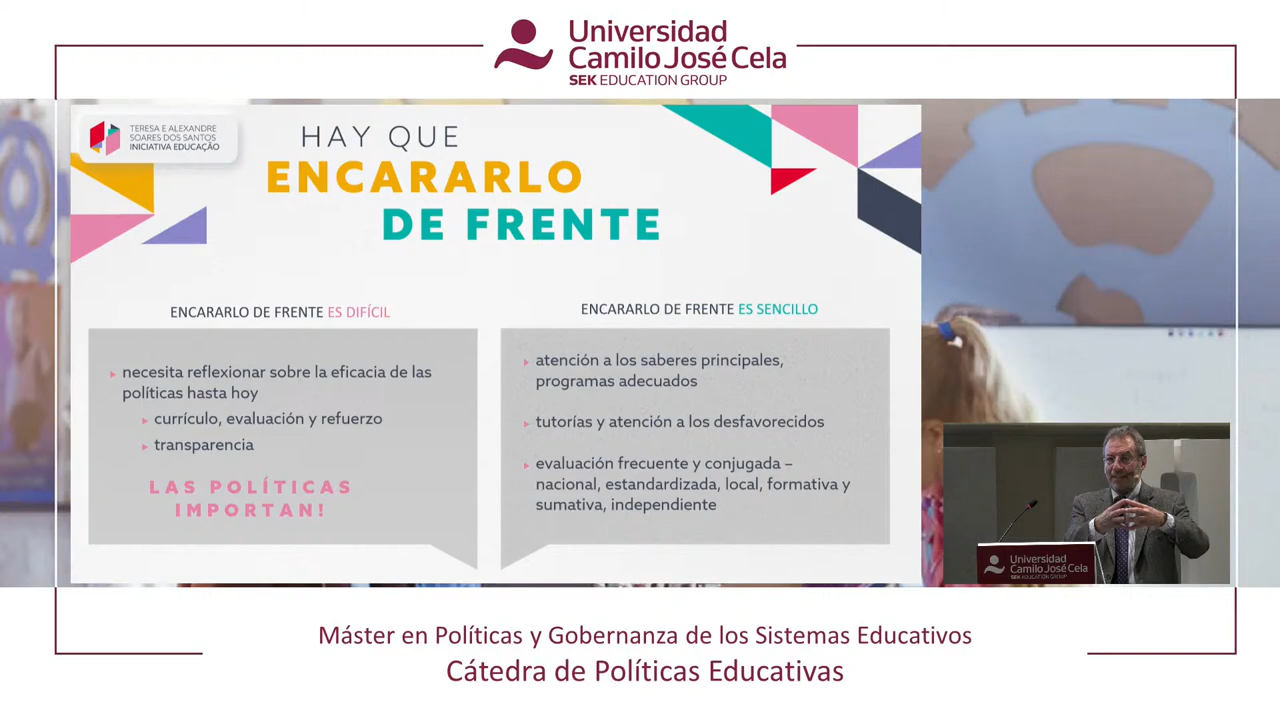 Universidad
Camilo José Cela
SEK EDUCATION GROUP
TERESA E ALEXANDRE
SOARES DOS SANTOS
INICIATIVA EDUCAÇÃO
HAY QUE
ENCARARLO
DE FRENTE
ENCARARLO DE FRENTE ES DIFÍCIL
necesita reflexionar sobre la eficacia de las
políticas hasta hoy
currículo, evaluación y refuerzo
transparencia
LAS POLÍTICAS
IMPORTAN!
ENCARARLO DE FRENTE ES SENCILLO
atención a los saberes principales,
programas adecuados
tutorías y atención a los desfavorecidos
evaluación frecuente y conjugada –
nacional, estandardizada, local, formativa y
sumativa, independiente
Universidad
Camilo José Cela
SEK EDUCATION GROUP
Máster en Políticas y Gobernanza de los Sistemas Educativos
Cátedra de Políticas Educativas